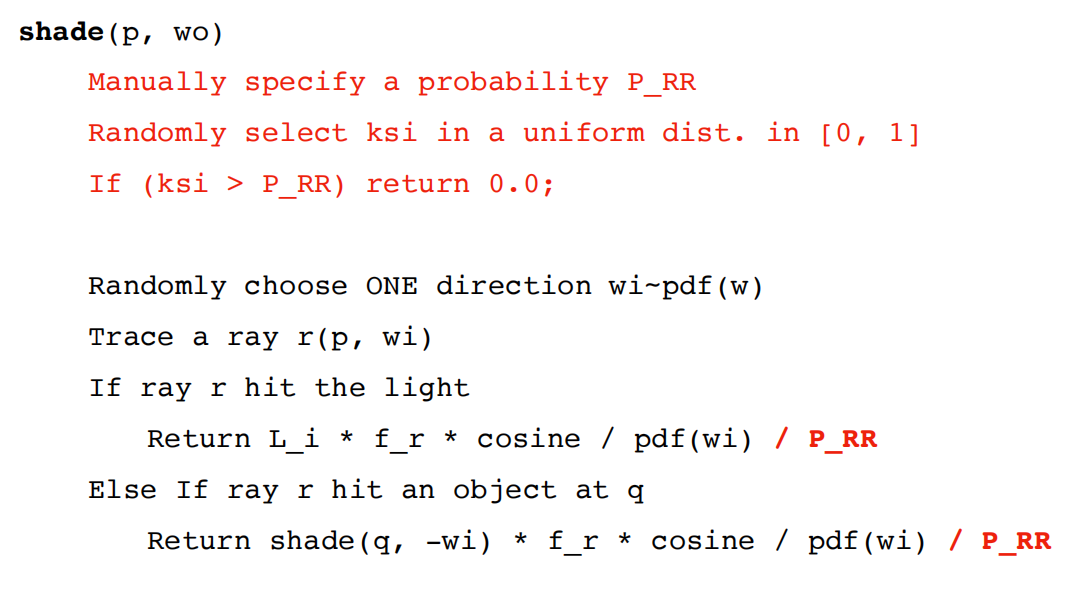 shade(p, wo)
Manually specify a probability P_RR
Randomly select ksi in a uniform dist. in [0, 1]
If (ksi > P_RR) return 0.0;
Randomly choose ONE direction wi~pdf(w)
Trace a ray r(p, wi)
If ray r hit the light
Return L_i * f_r * cosine / pdf(wi) / P_RR
Else If ray r hit an object at q
Return shade(q, -wi) * f_r * cosine / pdf(wi) / P_RR